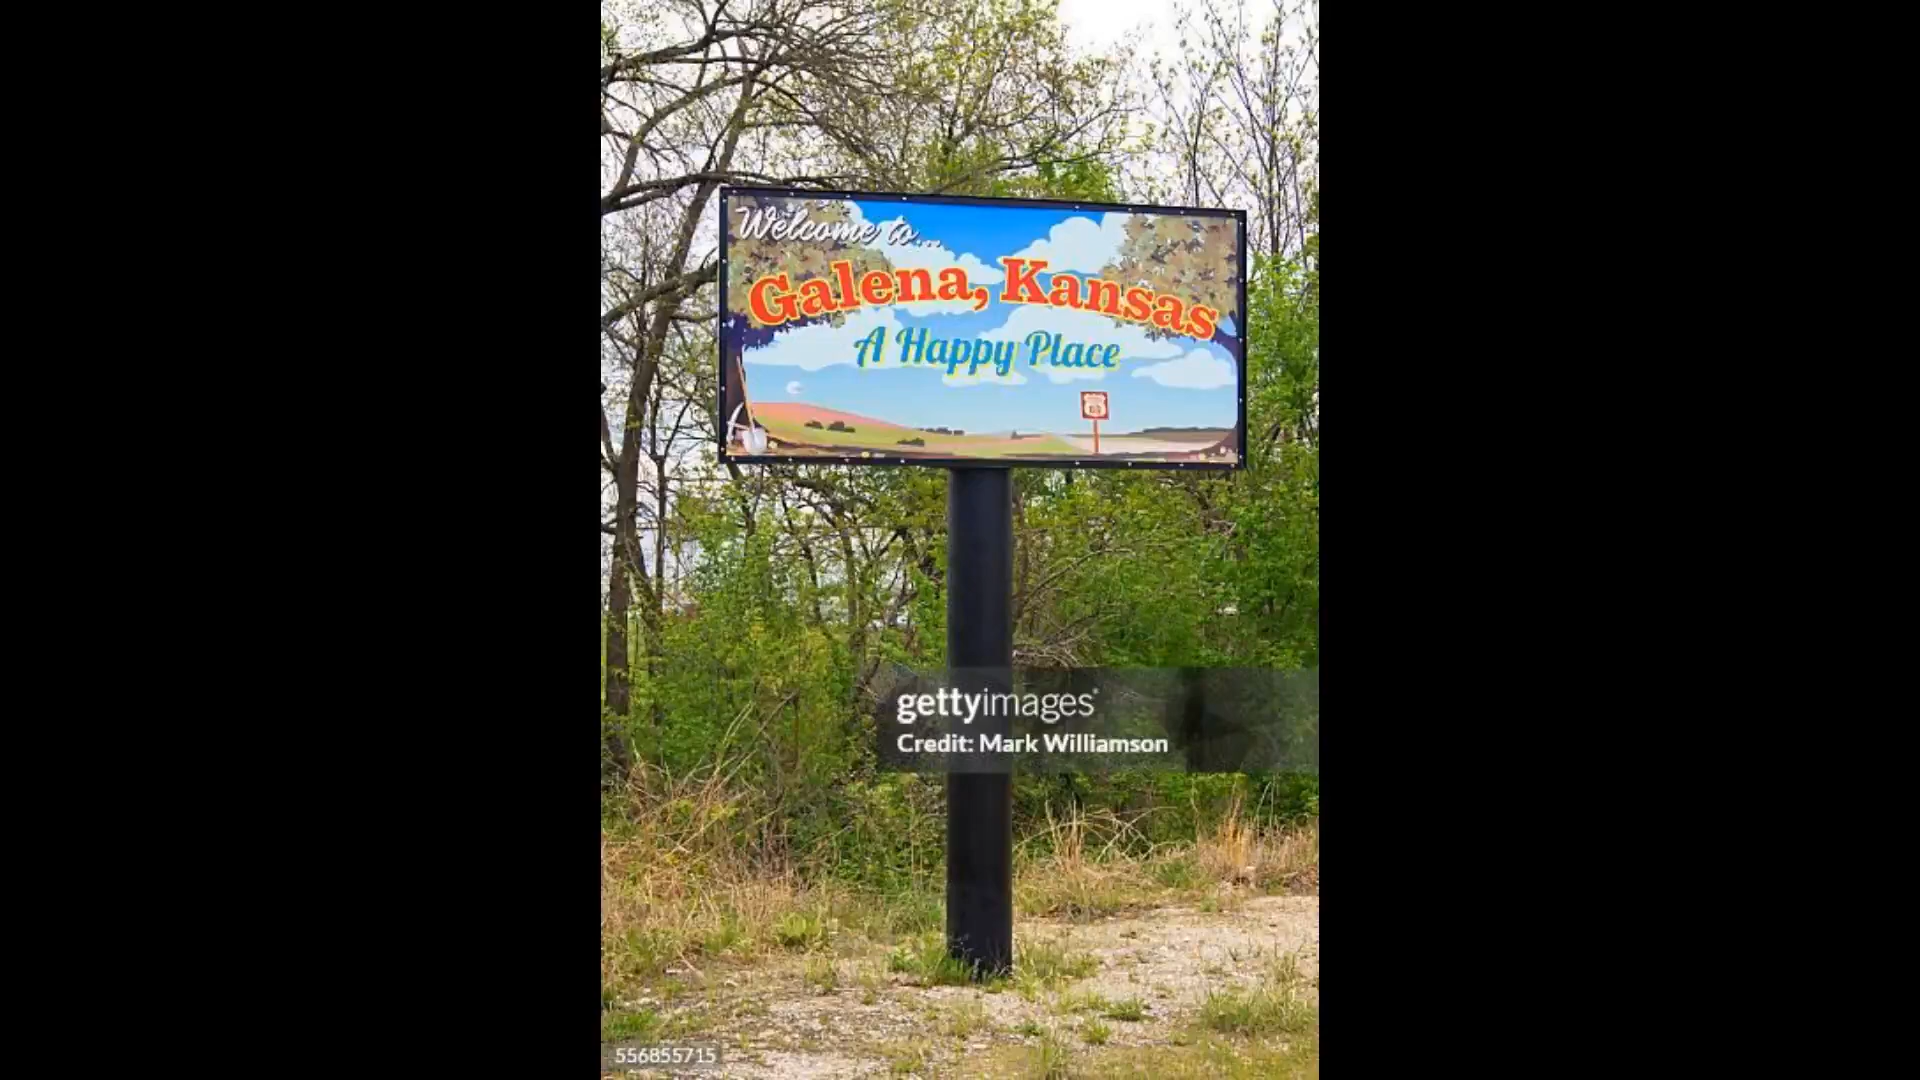 Welcome to...
Galena, Kansas
A Happy Place
gettyimages
Credit: Mark Williamson
556855715